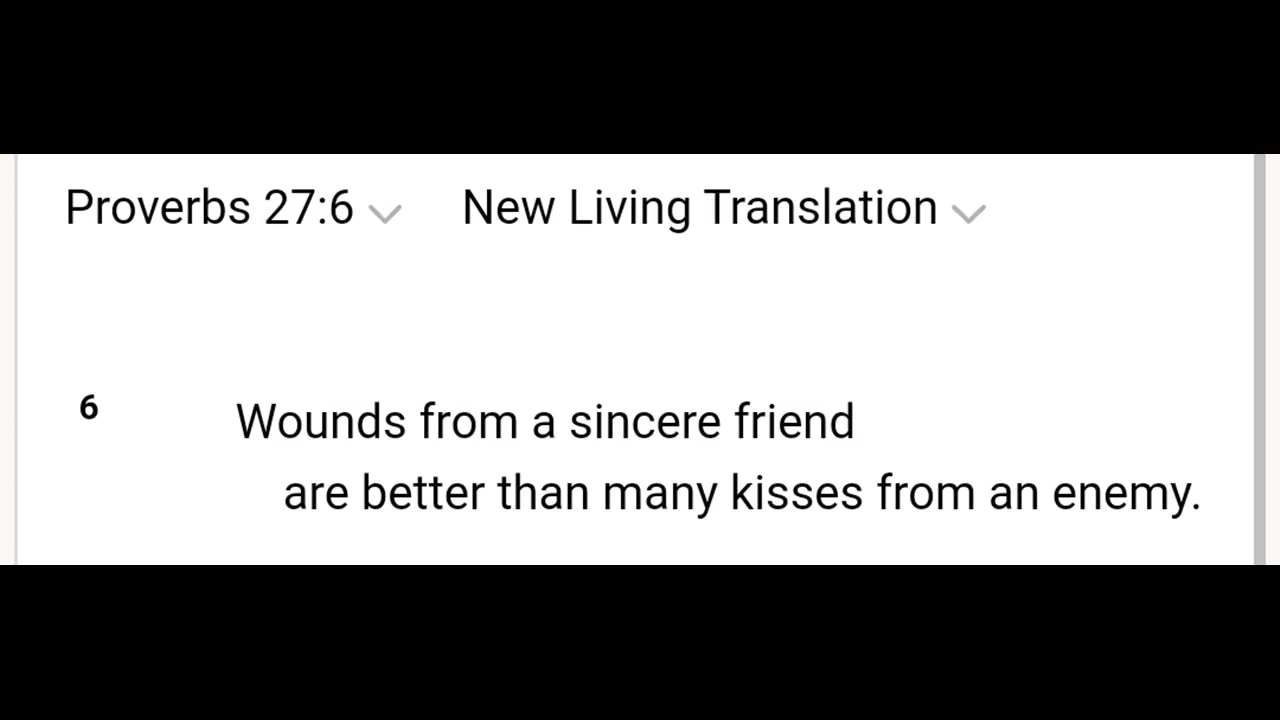 Proverbs 27:6 New Living Translation
6 Wounds from a sincere friend
are better than many kisses from an enemy.